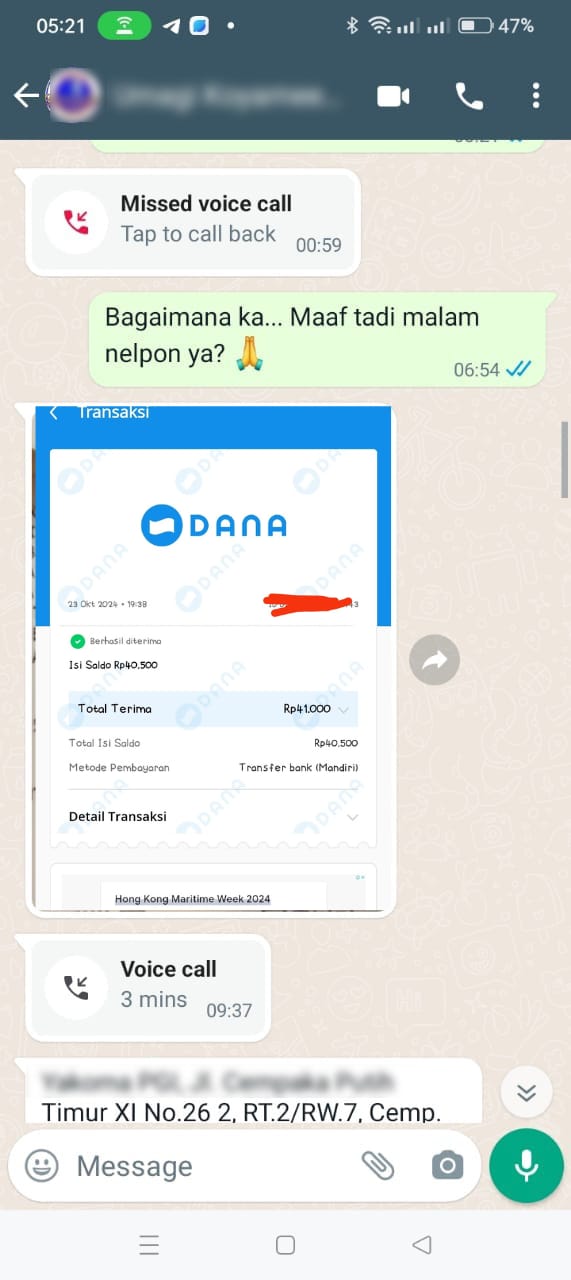 05:21
47%
Missed voice call
Tap to call back 00:59
Bagaimana ka... Maaf tadi malam
nelpon ya? 🙏
06:54
Transaksi
DANA
23 Okt 2024 • 19:38
Berhasil diterima
Isi Saldo Rp40,500
Total Terima Rp41,000
Total Isi Saldo Rp40,500
Metode Pembayaran Transfer bank (Mandiri)
Detail Transaksi
Hong Kong Maritime Week 2024
Voice call
3 mins 09:37
Timur XI No.26 2, RT.2/RW.7, Cemp.
Message